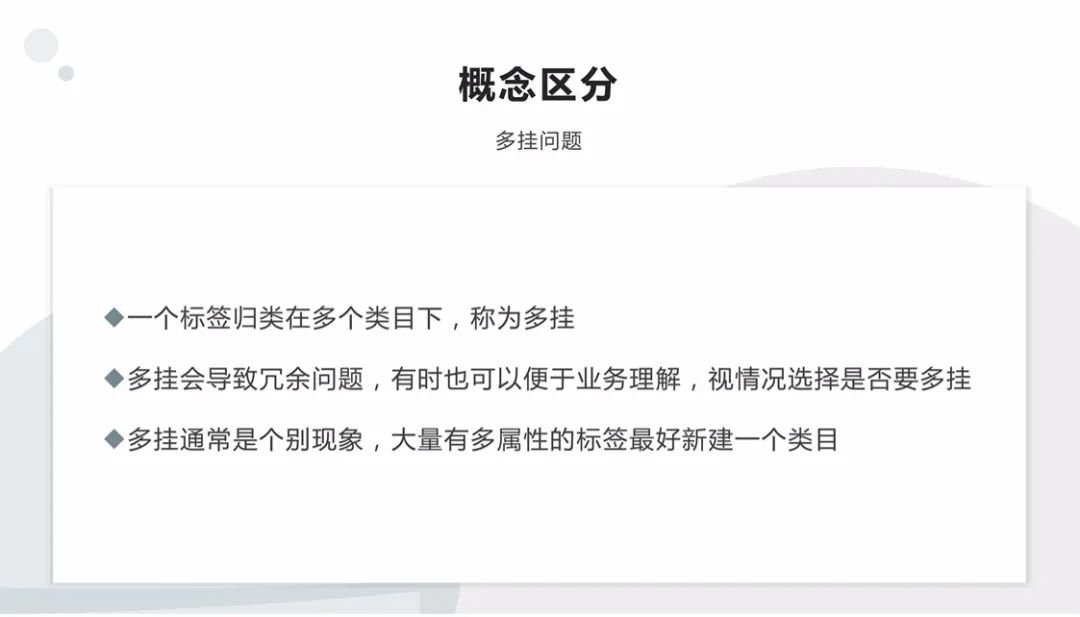 概念区分
多挂问题
◆一个标签归类在多个类目下，称为多挂
◆多挂会导致冗余问题，有时也可以便于业务理解，视情况选择是否要多挂
◆多挂通常是个别现象，大量有多属性的标签最好新建一个类目